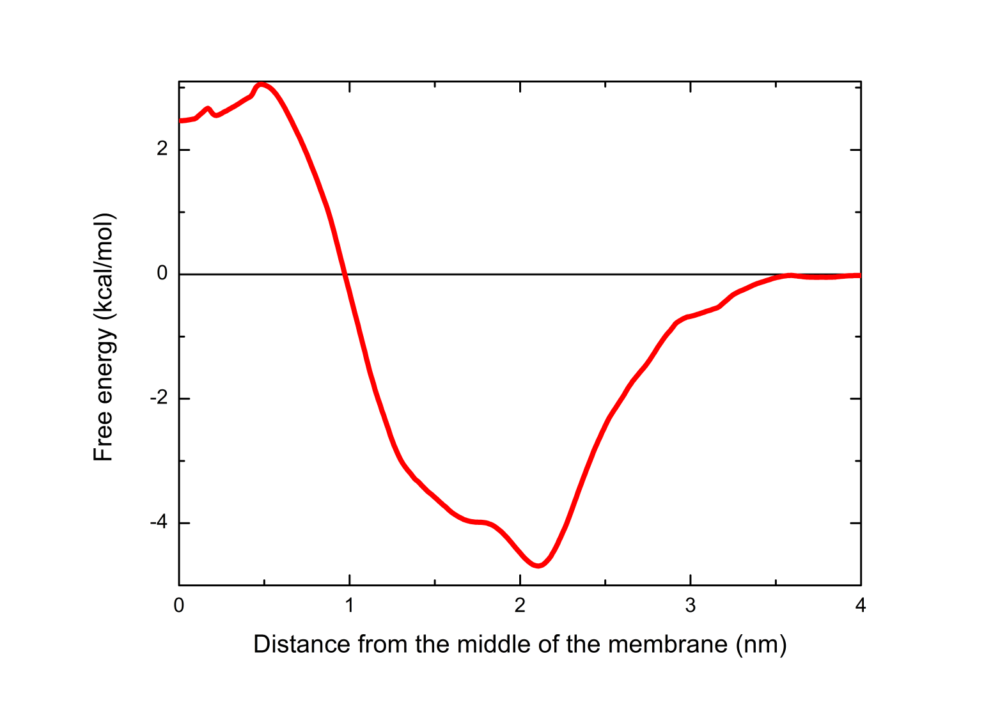 Free energy (kcal/mol)
2
0
-2
-4
0 1 2 3 4
Distance from the middle of the membrane (nm)